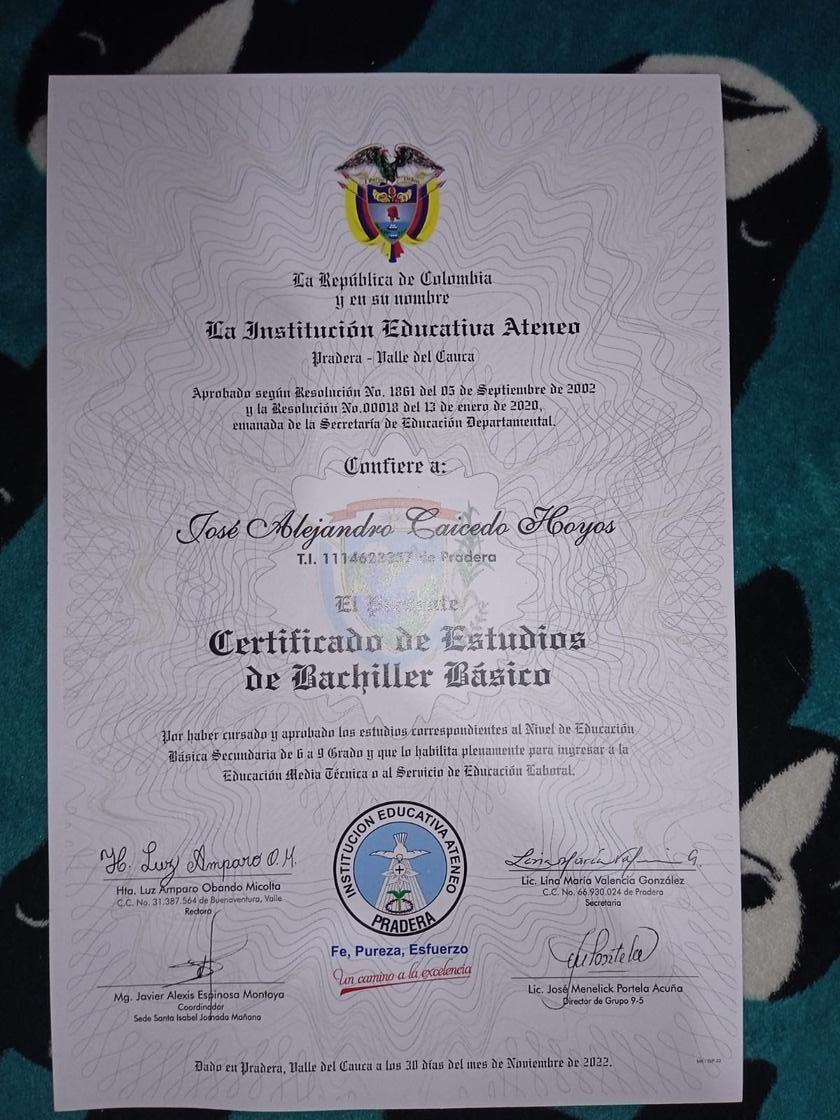 La República de Colombia
y en su nombre
La Institución Educativa Ateneo
Pradera - Valle del Cauca
Aprobado según Resolución No. 1861 del 05 de Septiembre de 2002
y la Resolución No.00018 del 13 de enero de 2020,
emanada de la Secretaría de Educación Departamental.
Confiere a:
José Alejandro Caicedo Hoyos
T.I. 1114623357 de Pradera
El Presente
Certificado de Estudios
de Bachiller Básico
Por haber cursado y aprobado los estudios correspondientes al Nivel de Educación
Básica Secundaria de 6 a 9 Grado y que lo habilita plenamente para ingresar a la
Educación Media Técnica o al Servicio de Educación Laboral.
H. Luz Amparo O.M.
Hta. Luz Amparo Obando Micolta
C.C. No. 31.387.564 de Buenaventura, Valle
Rectora
INSTITUCION EDUCATIVA ATENEO
PRADERA
Lic. Lina María Valencia González
C.C. No. 66.930.024 de Pradera
Secretaria
Fe, Pureza, Esfuerzo
Un camino a la excelencia
Mg. Javier Alexis Espinosa Montoya
Coordinador
Sede Santa Isabel Jornada Mañana
Lic. José Menelick Portela Acuña
Director de Grupo 9-5
Dado en Pradera, Valle del Cauca a los 30 días del mes de Noviembre de 2022.